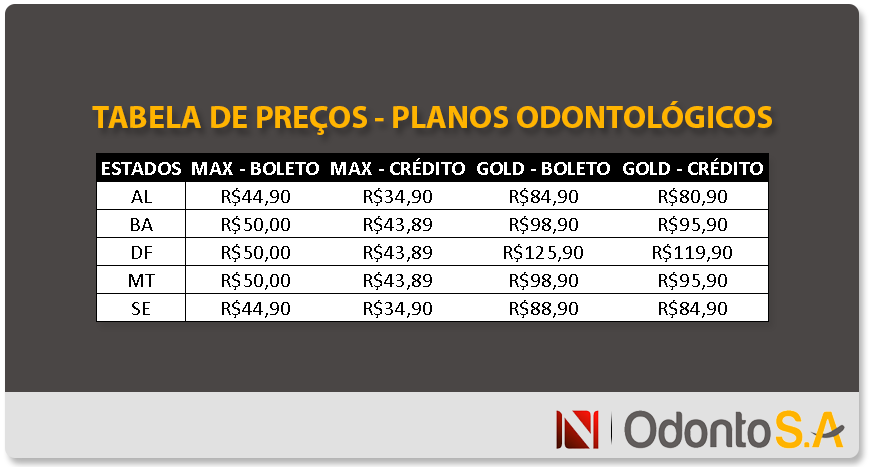 TABELA DE PREÇOS - PLANOS ODONTOLÓGICOS
ESTADOS MAX - BOLETO MAX - CRÉDITO GOLD - BOLETO GOLD - CRÉDITO
AL R$44,90 R$34,90 R$84,90 R$80,90
BA R$50,00 R$43,89 R$98,90 R$95,90
DF R$50,00 R$43,89 R$125,90 R$119,90
MT R$50,00 R$43,89 R$98,90 R$95,90
SE R$44,90 R$34,90 R$88,90 R$84,90
N OdontoS.A